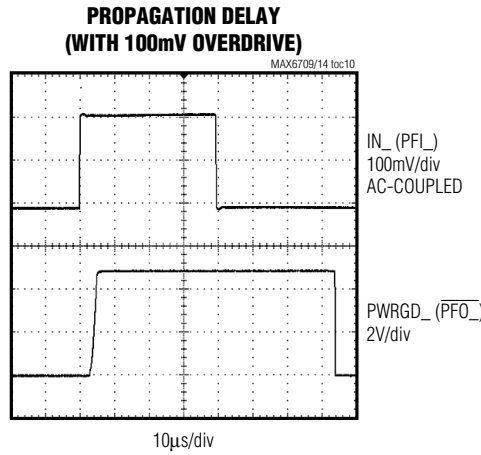 PROPAGATION DELAY
(WITH 100mV OVERDRIVE)
MAX6709/14 toc10
IN_ (PFI_)
100mV/div
AC-COUPLED
PWRGD_ (PFO_)
2V/div
10μs/div